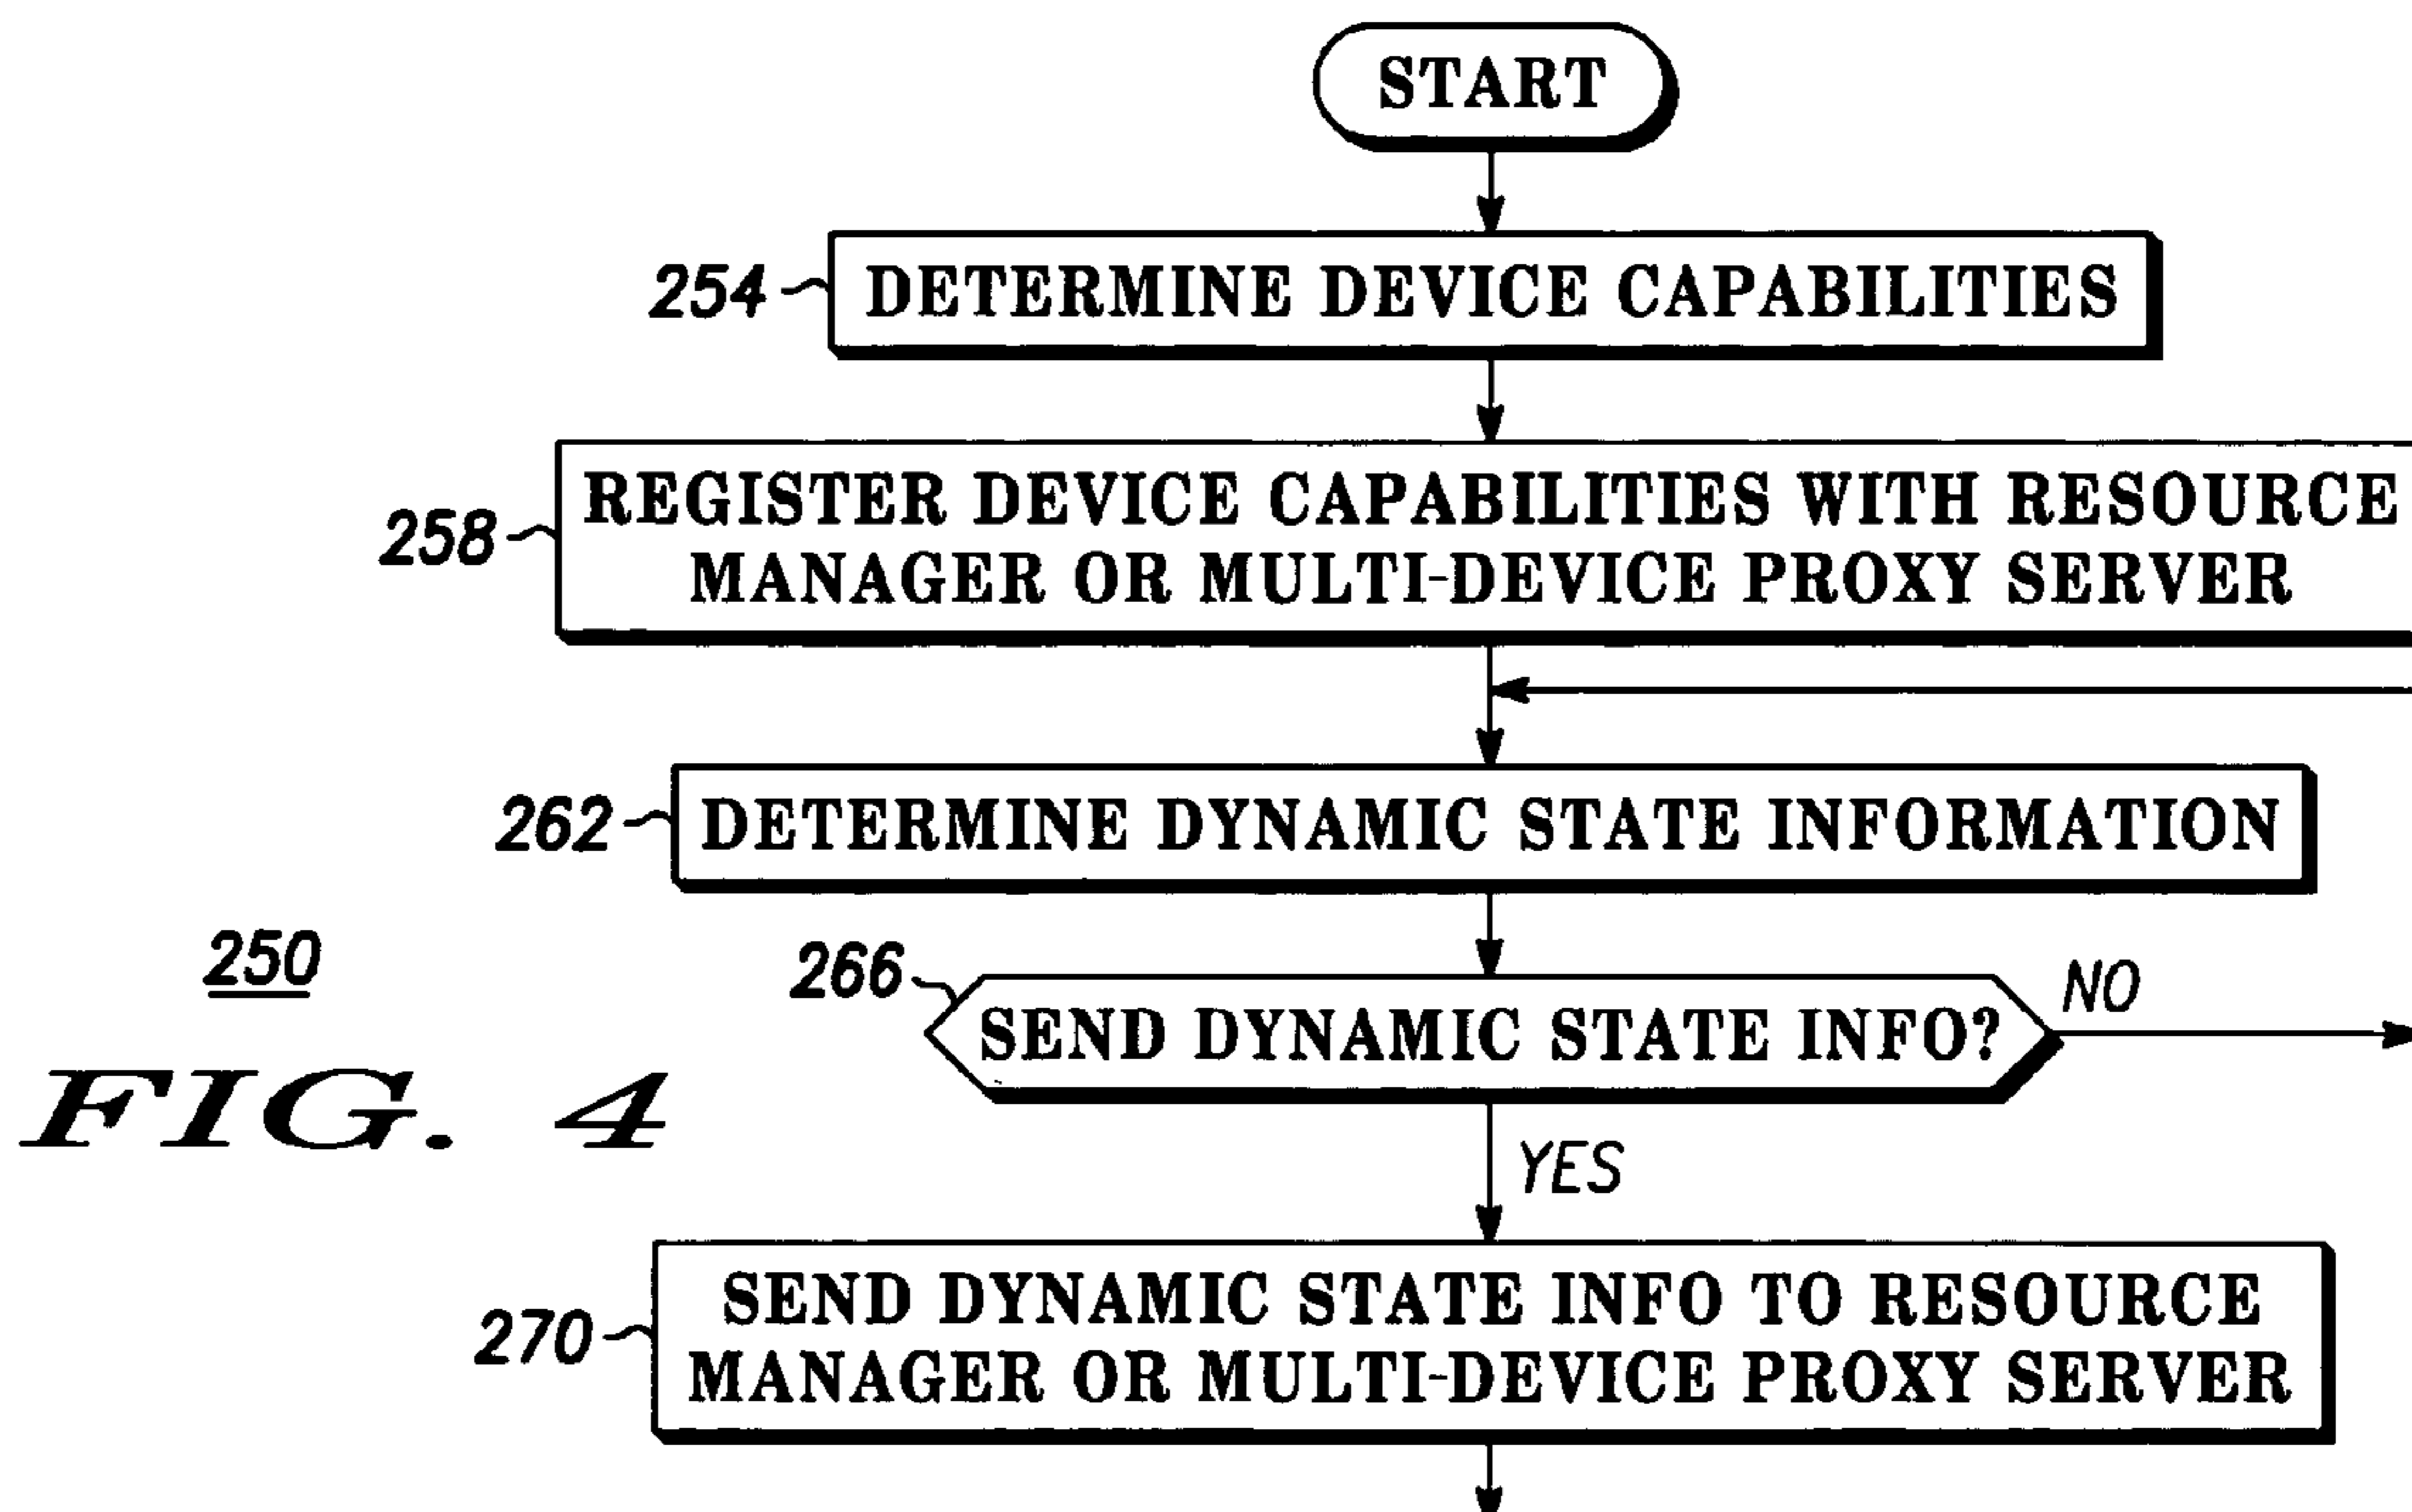 START
254
DETERMINE DEVICE CAPABILITIES
258
REGISTER DEVICE CAPABILITIES WITH RESOURCE
MANAGER OR MULTI-DEVICE PROXY SERVER
262
DETERMINE DYNAMIC STATE INFORMATION
250
FIG. 4
266
SEND DYNAMIC STATE INFO?
NO
YES
270
SEND DYNAMIC STATE INFO TO RESOURCE
MANAGER OR MULTI-DEVICE PROXY SERVER